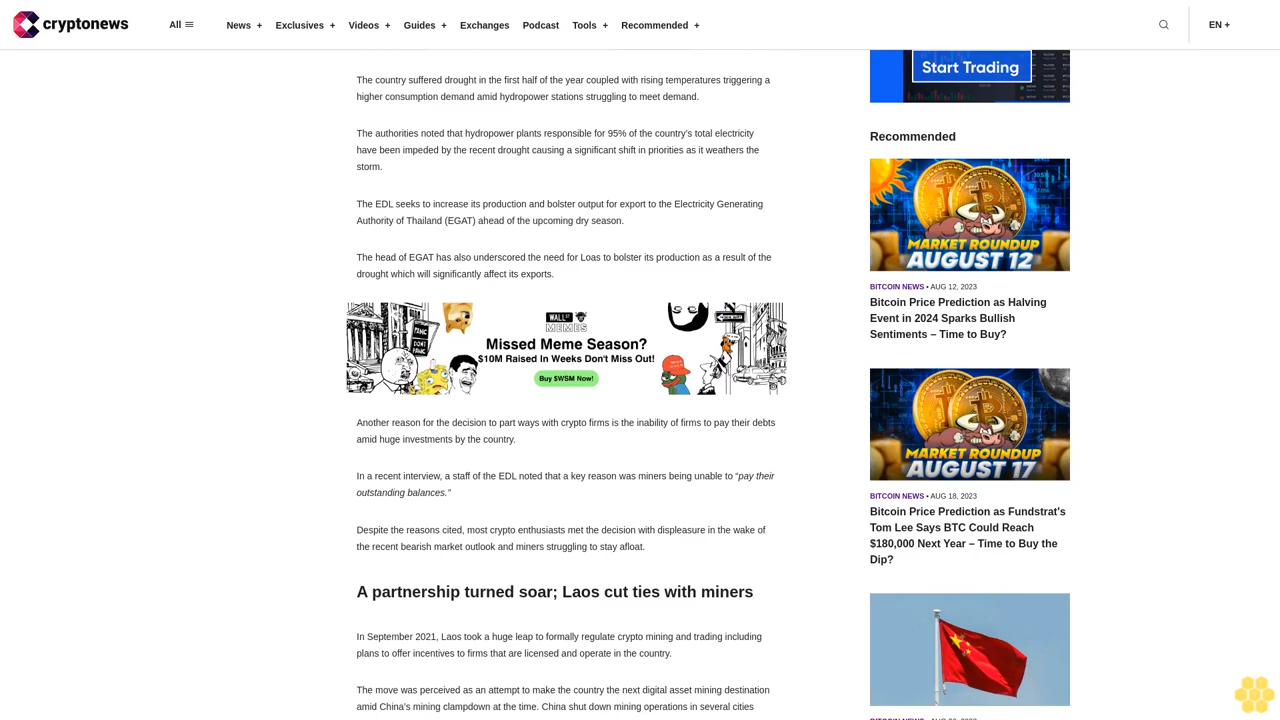 cryptonews
All
News +
Exclusives +
Videos +
Guides +
Exchanges
Podcast
Tools +
Recommended +
EN +
The country suffered drought in the first half of the year coupled with rising temperatures triggering a
higher consumption demand amid hydropower stations struggling to meet demand.
The authorities noted that hydropower plants responsible for 95% of the country's total electricity
have been impeded by the recent drought causing a significant shift in priorities as it weathers the
storm.
The EDL seeks to increase its production and bolster output for export to the Electricity Generating
Authority of Thailand (EGAT) ahead of the upcoming dry season.
The head of EGAT has also underscored the need for Loas to bolster its production as a result of the
drought which will significantly affect its exports.
PANIC
DON'T
PANIC
WALL ST
MEMES
Missed Meme Season?
$10M Raised In Weeks Don't Miss Out!
Buy $WSM Now!
Another reason for the decision to part ways with crypto firms is the inability of firms to pay their debts
amid huge investments by the country.
In a recent interview, a staff of the EDL noted that a key reason was miners being unable to “pay their
outstanding balances.”
Despite the reasons cited, most crypto enthusiasts met the decision with displeasure in the wake of
the recent bearish market outlook and miners struggling to stay afloat.
A partnership turned soar; Laos cut ties with miners
In September 2021, Laos took a huge leap to formally regulate crypto mining and trading including
plans to offer incentives to firms that are licensed and operate in the country.
The move was perceived as an attempt to make the country the next digital asset mining destination
amid China's mining clampdown at the time. China shut down mining operations in several cities
Start Trading
Recommended
MARKET ROUNDUP
AUGUST 12
BITCOIN NEWS • AUG 12, 2023
Bitcoin Price Prediction as Halving
Event in 2024 Sparks Bullish
Sentiments – Time to Buy?
MARKET ROUNDUP
AUGUST 17
BITCOIN NEWS • AUG 18, 2023
Bitcoin Price Prediction as Fundstrat's
Tom Lee Says BTC Could Reach
$180,000 Next Year – Time to Buy the
Dip?